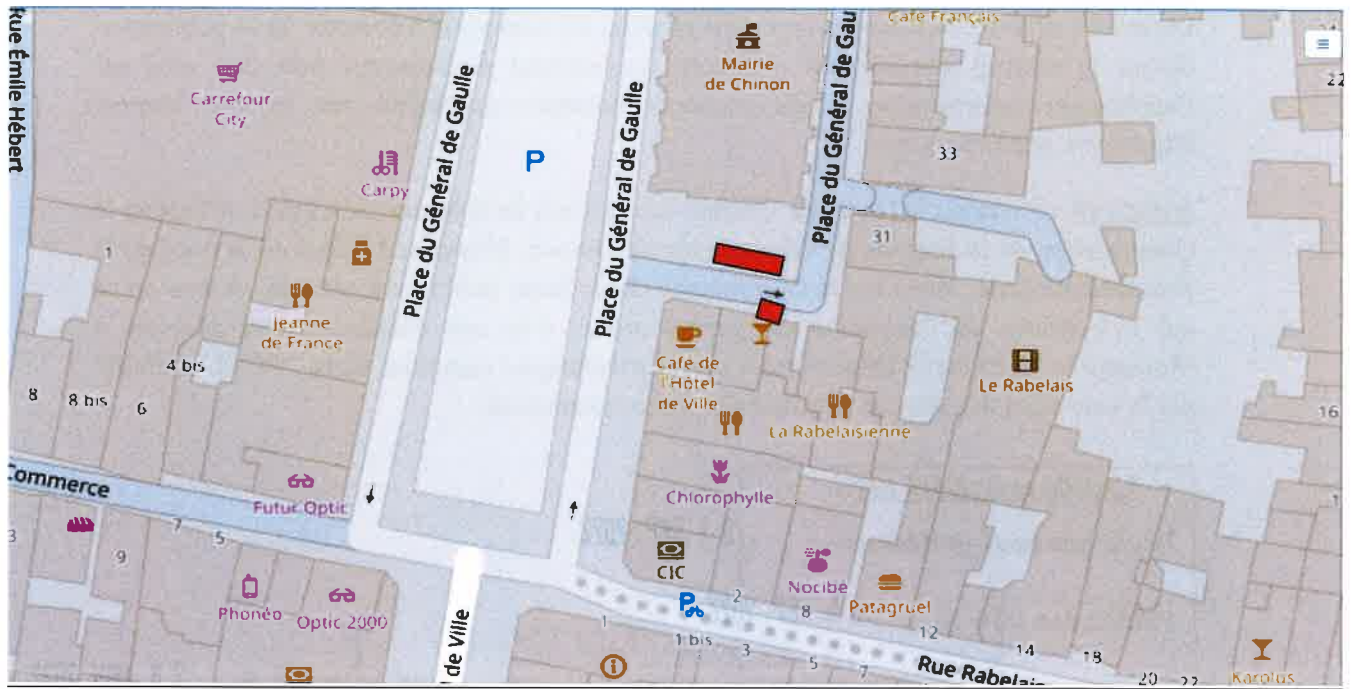 Rue Émile Hébert
Carrefour
City
Carpy
Place du Général de Gaulle
P
Place du Général de Gaulle
Mairie
de Chinon
Place du Général de Gau
Café Français
22
33
31
1
Jeanne
de France
4 bis
8
8 bis
6
Café de
l'Hôtel
de Ville
La Rabelaisienne
Le Rabelais
16
Commerce
Futur Optic
Chlorophylle
3
9
7
5
Phonéo
Optic 2000
de Ville
CIC
P
Nocibé
Patagruel
1
1 bis
2
3
8
5
7
12
14
18
20
22
Rue Rabelais
Karolus